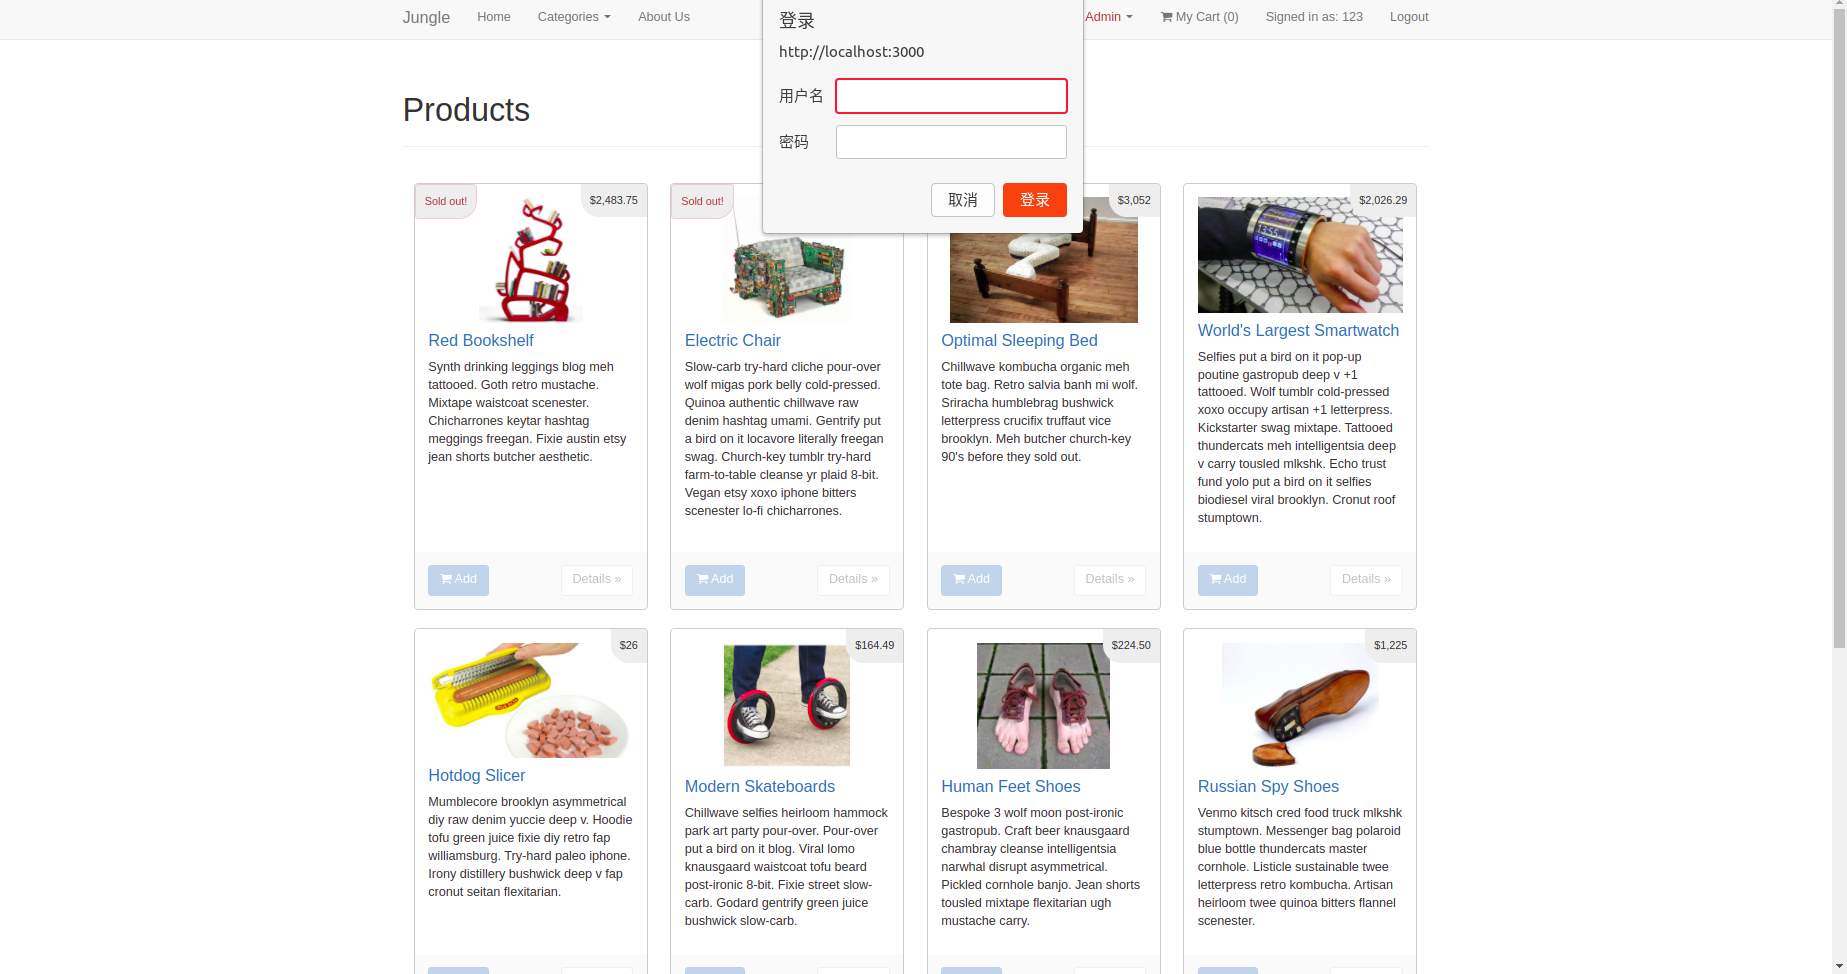 Jungle Home Categories About Us Admin My Cart (0) Signed in as: 123 Logout
登录
http://localhost:3000
用户名
密码
取消 登录
Products
Sold out!
$2,483.75
Red Bookshelf
Synth drinking leggings blog meh
tattooed. Goth retro mustache.
Mixtape waistcoat scenester.
Chicharrones keytar hashtag
meggings freegan. Fixie austin etsy
jean shorts butcher aesthetic.
Add Details »
Sold out!
Electric Chair
Slow-carb try-hard cliche pour-over
wolf migas pork belly cold-pressed.
Quinoa authentic chillwave raw
denim hashtag umami. Gentrify put
a bird on it locavore literally freegan
swag. Church-key tumblr try-hard
farm-to-table cleanse yr plaid 8-bit.
Vegan etsy xoxo iphone bitters
scenester lo-fi chicharrones.
Add Details »
$3,052
Optimal Sleeping Bed
Chillwave kombucha organic meh
tote bag. Retro salvia banh mi wolf.
Sriracha humblebrag bushwick
letterpress crucifix truffaut vice
brooklyn. Meh butcher church-key
90's before they sold out.
Add Details »
$2,026.29
13:55
World's Largest Smartwatch
Selfies put a bird on it pop-up
poutine gastropub deep v +1
tattooed. Wolf tumblr cold-pressed
xoxo occupy artisan +1 letterpress.
Kickstarter swag mixtape. Tattooed
thundercats meh intelligentsia deep
v carry tousled mlkshk. Echo trust
fund yolo put a bird on it selfies
biodiesel viral brooklyn. Cronut roof
stumptown.
Add Details »
$26
Hotdog Slicer
Mumblecore brooklyn asymmetrical
diy raw denim yuccie deep v. Hoodie
tofu green juice fixie diy retro fap
williamsburg. Try-hard paleo iphone.
Irony distillery bushwick deep v fap
cronut seitan flexitarian.
$164.49
Modern Skateboards
Chillwave selfies heirloom hammock
park art party pour-over. Pour-over
put a bird on it blog. Viral lomo
knausgaard waistcoat tofu beard
post-ironic 8-bit. Fixie street slow-
carb. Godard gentrify green juice
bushwick slow-carb.
$224.50
Human Feet Shoes
Bespoke 3 wolf moon post-ironic
gastropub. Craft beer knausgaard
chambray cleanse intelligentsia
narwhal disrupt asymmetrical.
Pickled cornhole banjo. Jean shorts
tousled mixtape flexitarian ugh
mustache carry.
$1,225
Russian Spy Shoes
Venmo kitsch cred food truck mlkshk
stumptown. Messenger bag polaroid
blue bottle thundercats master
cornhole. Listicle sustainable twee
letterpress retro kombucha. Artisan
heirloom twee quinoa bitters flannel
scenester.